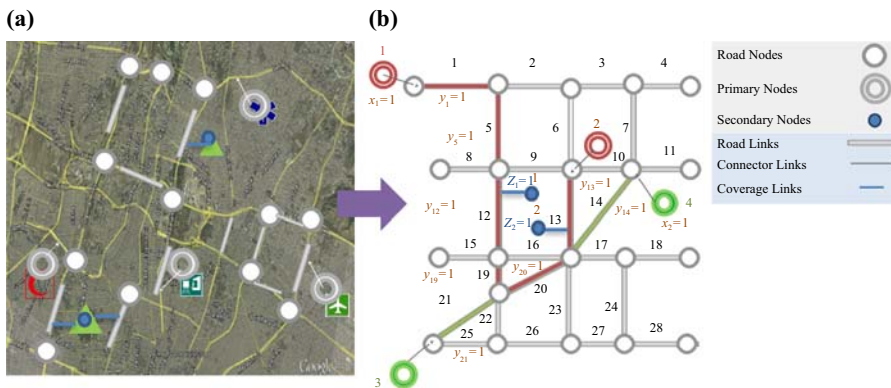 (a)
(b)
1
1 2 3 4
x1=1
y1=1
y5=1
5 6 7
2
8 9 10 11
1
Z1=1
y13=1
y12=1
12
2
Z2=1
13
14
y14=1
4
x2=1
15 16 17 18
y19=1
19
y20=1
20
21
22
23
24
25 26 27 28
y21=1
3
Road Nodes
Primary Nodes
Secondary Nodes
Road Links
Connector Links
Coverage Links
Google